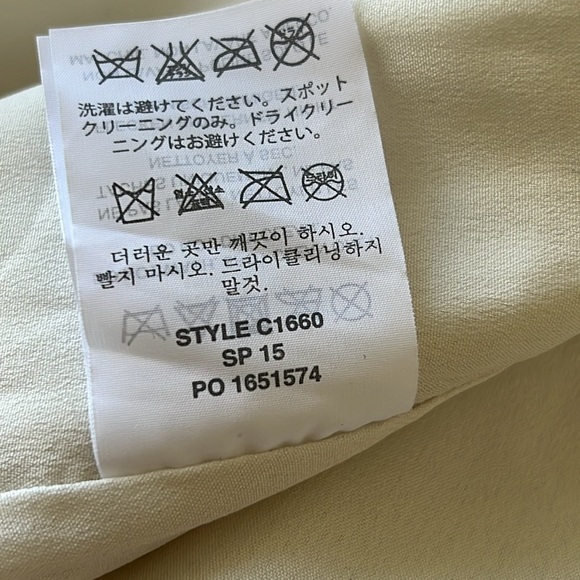 洗濯は避けてください。スポット
クリーニングのみ。ドライクリー
ニングはお避けください。
더러운 곳만 깨끗이 하시오.
빨지 마시오. 드라이클리닝하지
말것.
STYLE C1660
SP 15
PO 1651574